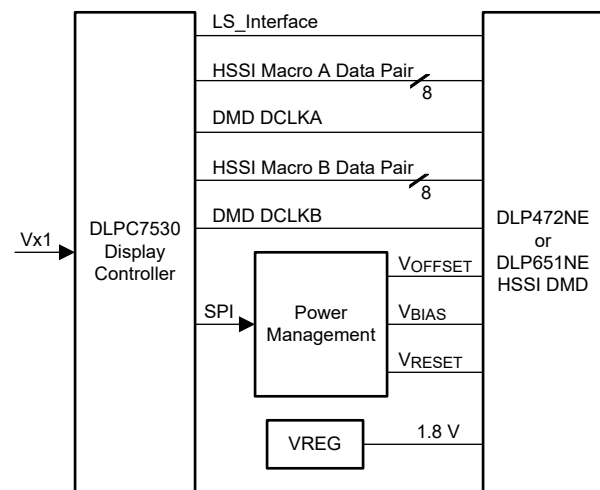 LS_Interface
HSSI Macro A Data Pair
8
DMD DCLKA
HSSI Macro B Data Pair
8
DMD DCLKB
Vx1
DLPC7530
Display
Controller
SPI
Power
Management
VOFFSET
VBIAS
VRESET
VREG
1.8 V
DLP472NE
or
DLP651NE
HSSI DMD